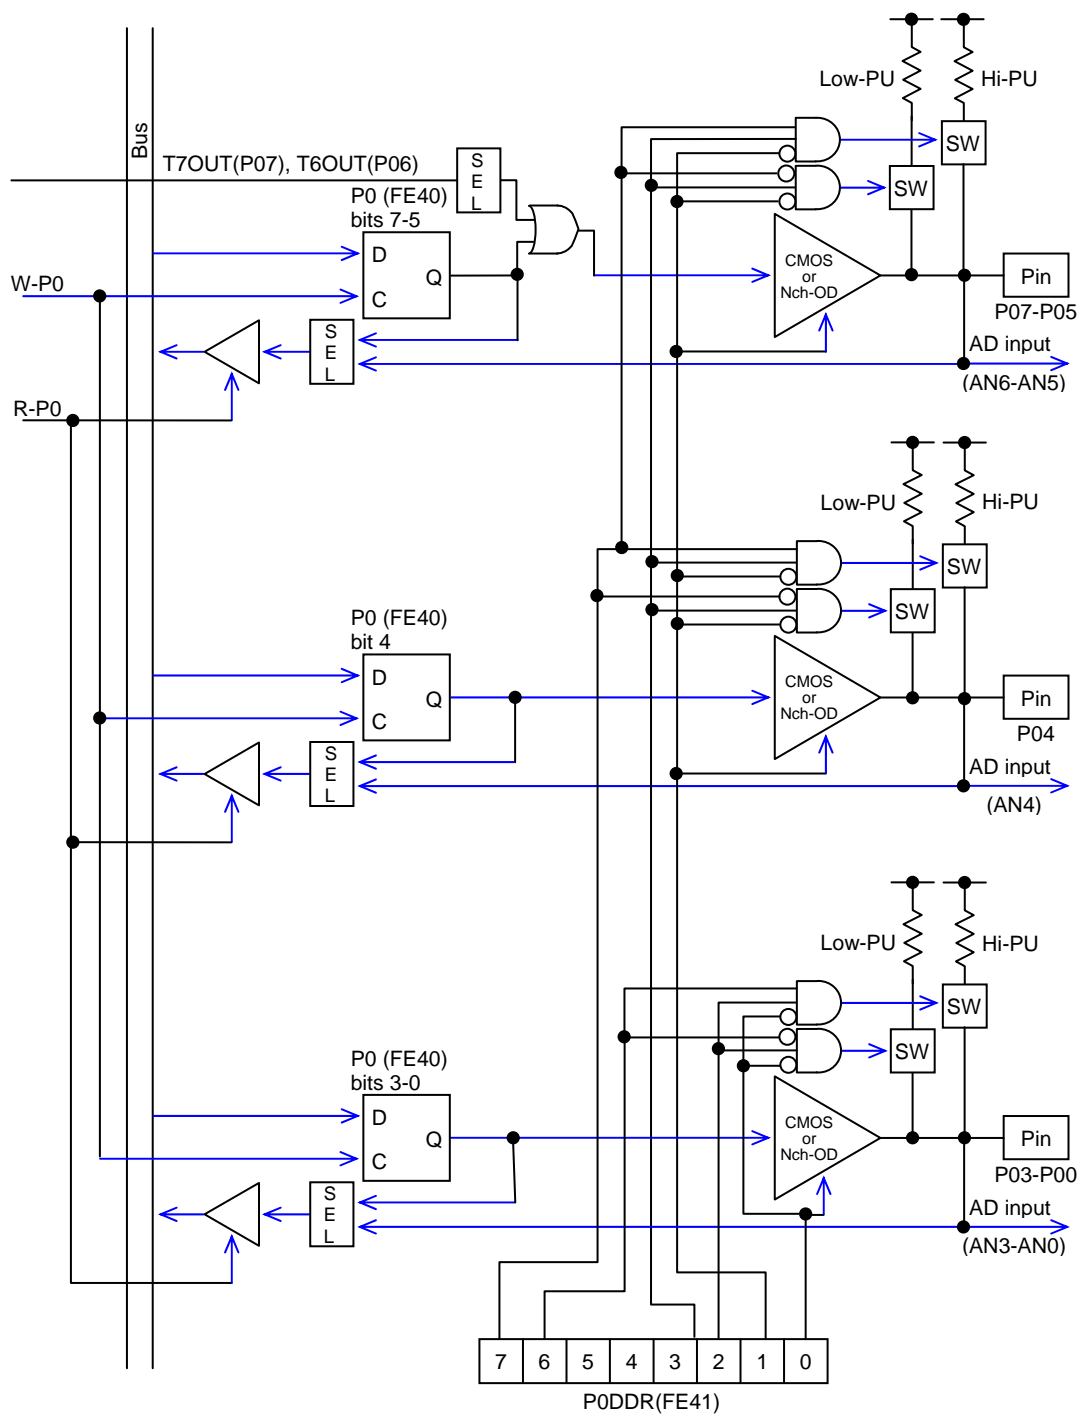 Low-PU
Hi-PU
Bus
T7OUT(P07), T6OUT(P06)
SEL
SW
SW
P0 (FE40)
bits 7-5
D
Q
C
CMOS
or
Nch-OD
Pin
P07-P05
W-P0
SEL
AD input
(AN6-AN5)
R-P0
Low-PU
Hi-PU
SW
SW
P0 (FE40)
bit 4
D
Q
C
CMOS
or
Nch-OD
Pin
P04
SEL
AD input
(AN4)
Low-PU
Hi-PU
SW
SW
P0 (FE40)
bits 3-0
D
Q
C
CMOS
or
Nch-OD
Pin
P03-P00
SEL
AD input
(AN3-AN0)
7 6 5 4 3 2 1 0
P0DDR(FE41)